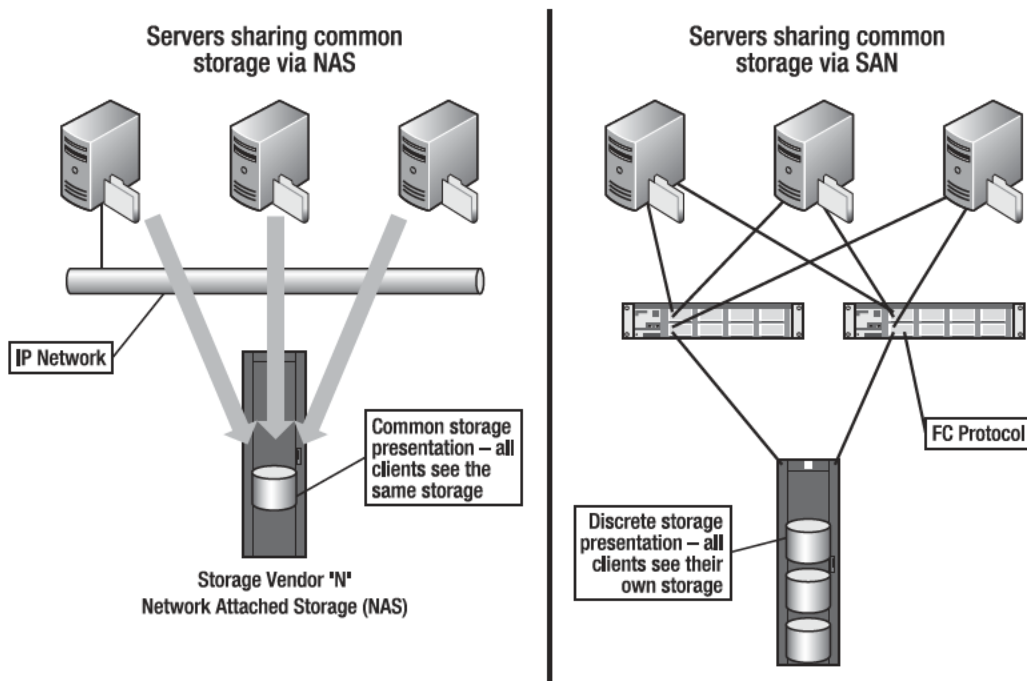 Servers sharing common
storage via NAS
IP Network
Common storage
presentation – all
clients see the
same storage
Storage Vendor "N"
Network Attached Storage (NAS)
Servers sharing common
storage via SAN
FC Protocol
Discrete storage
presentation – all
clients see their
own storage